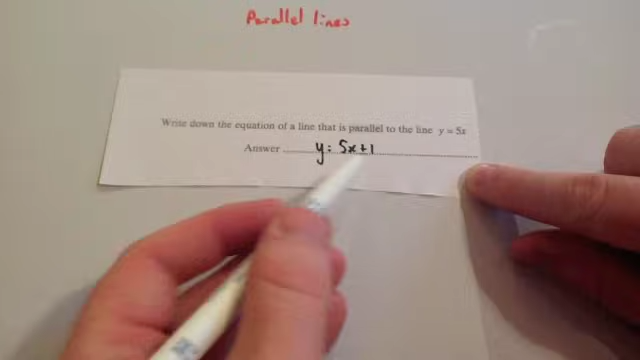 Parallel lines
Write down the equation of a line that is parallel to the line y = 5x
Answer y = 5x+1